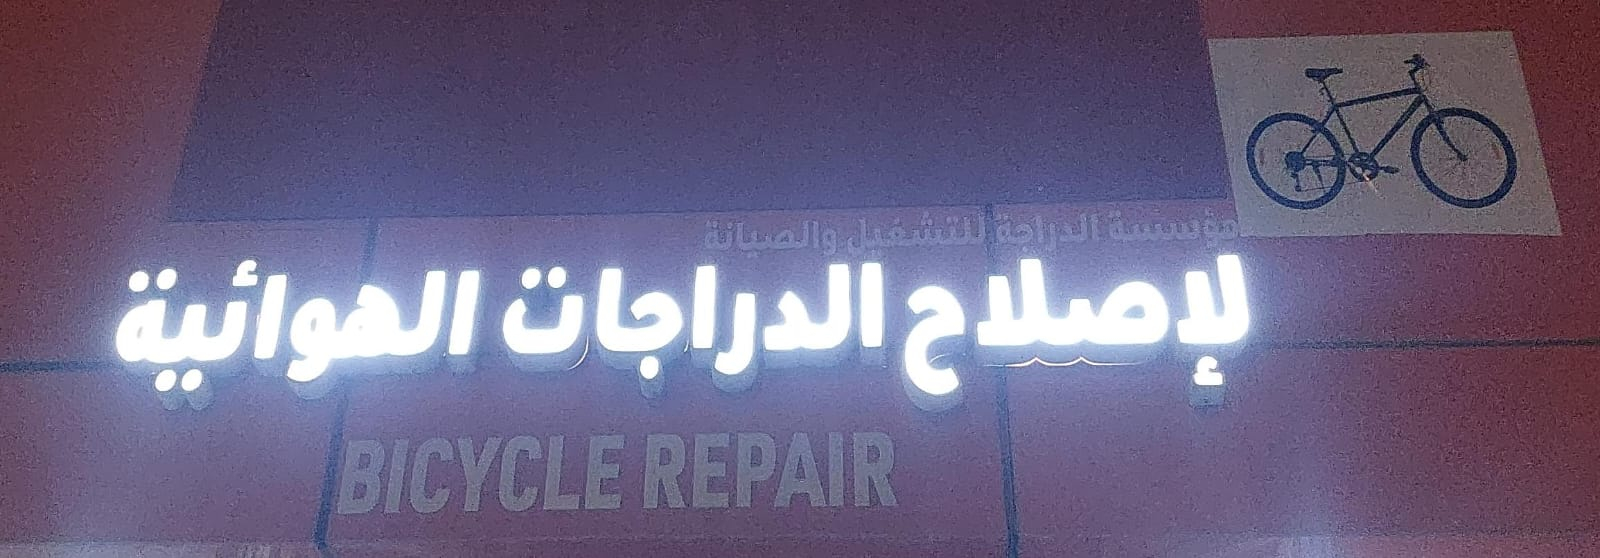 مؤسسة الدراجة للتشغيل والصيانة
لإصلاح الدراجات الهوائية
BICYCLE REPAIR